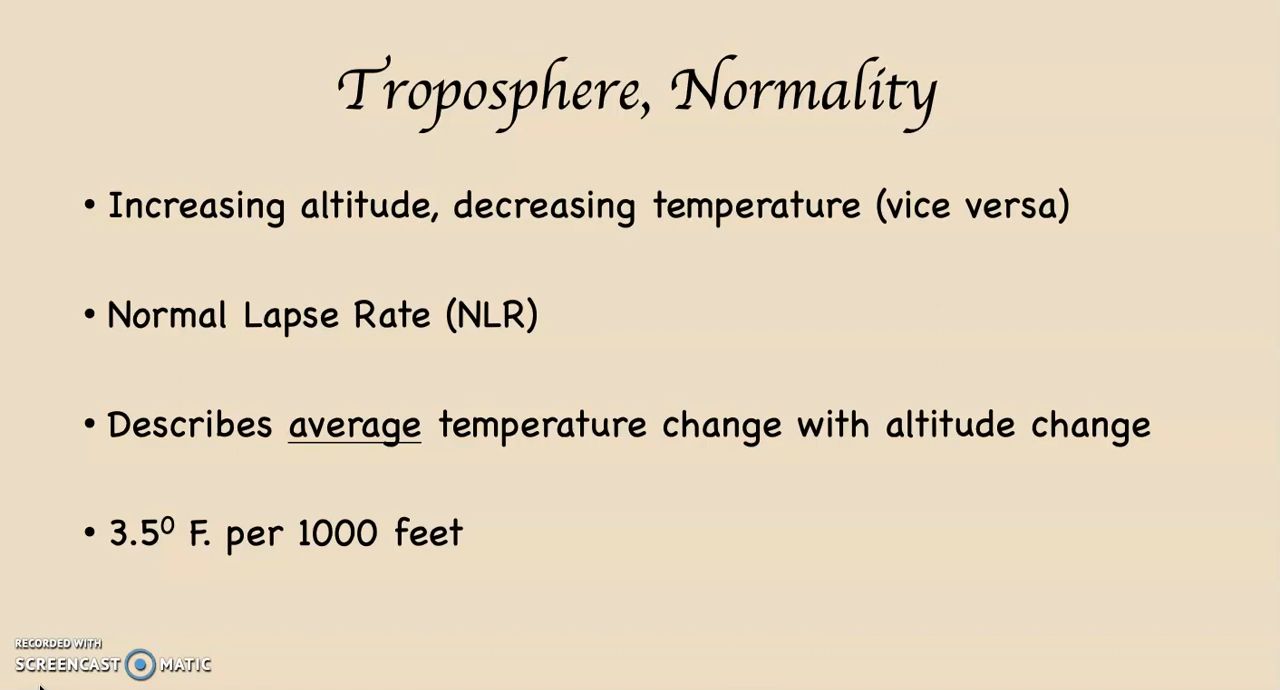 Troposphere, Normality
• Increasing altitude, decreasing temperature (vice versa)
• Normal Lapse Rate (NLR)
• Describes average temperature change with altitude change
• 3.5⁰ F. per 1000 feet
RECORDED WITH
SCREENCAST MATIC